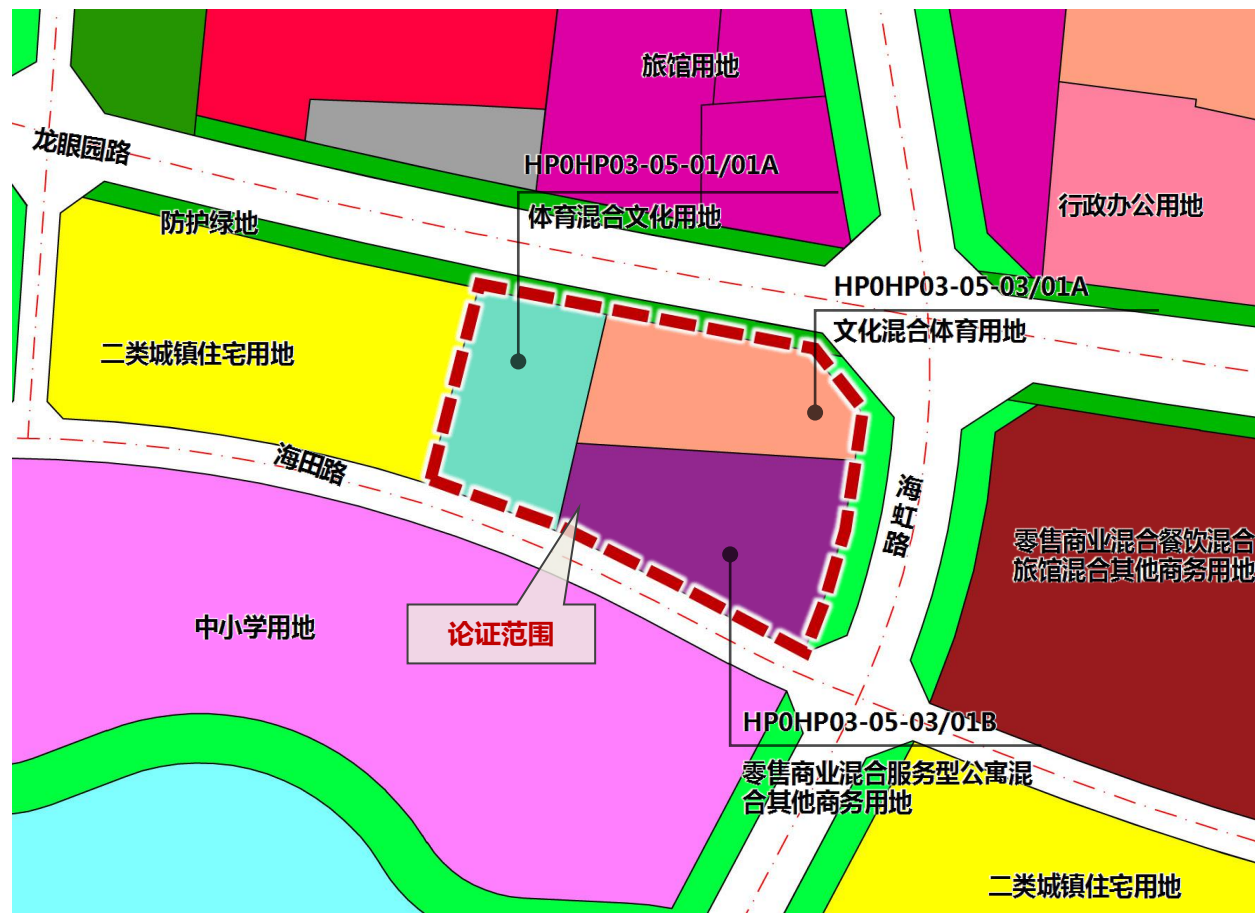 旅馆用地
龙眼园路
HP0HP03-05-01/01A
体育混合文化用地
防护绿地
行政办公用地
HP0HP03-05-03/01A
文化混合体育用地
二类城镇住宅用地
海田路
海虹路
零售商业混合餐饮混合
旅馆混合其他商务用地
中小学用地
论证范围
HP0HP03-05-03/01B
零售商业混合服务型公寓混
合其他商务用地
二类城镇住宅用地